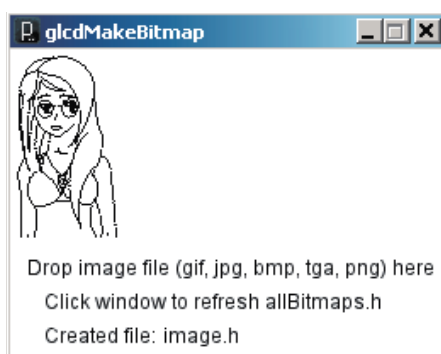 glcdMakeBitmap
Drop image file (gif, jpg, bmp, tga, png) here
Click window to refresh allBitmaps.h
Created file: image.h